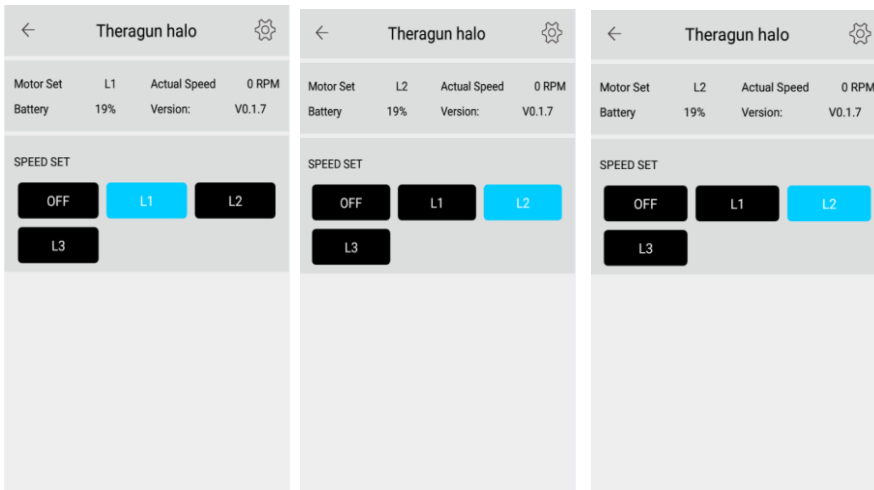 Theragun halo
Motor Set L1 Actual Speed 0 RPM
Battery 19% Version: V0.1.7
SPEED SET
OFF L1 L2
L3
Theragun halo
Motor Set L2 Actual Speed 0 RPM
Battery 19% Version: V0.1.7
SPEED SET
OFF L1 L2
L3
Theragun halo
Motor Set L2 Actual Speed 0 RPM
Battery 19% Version: V0.1.7
SPEED SET
OFF L1 L2
L3